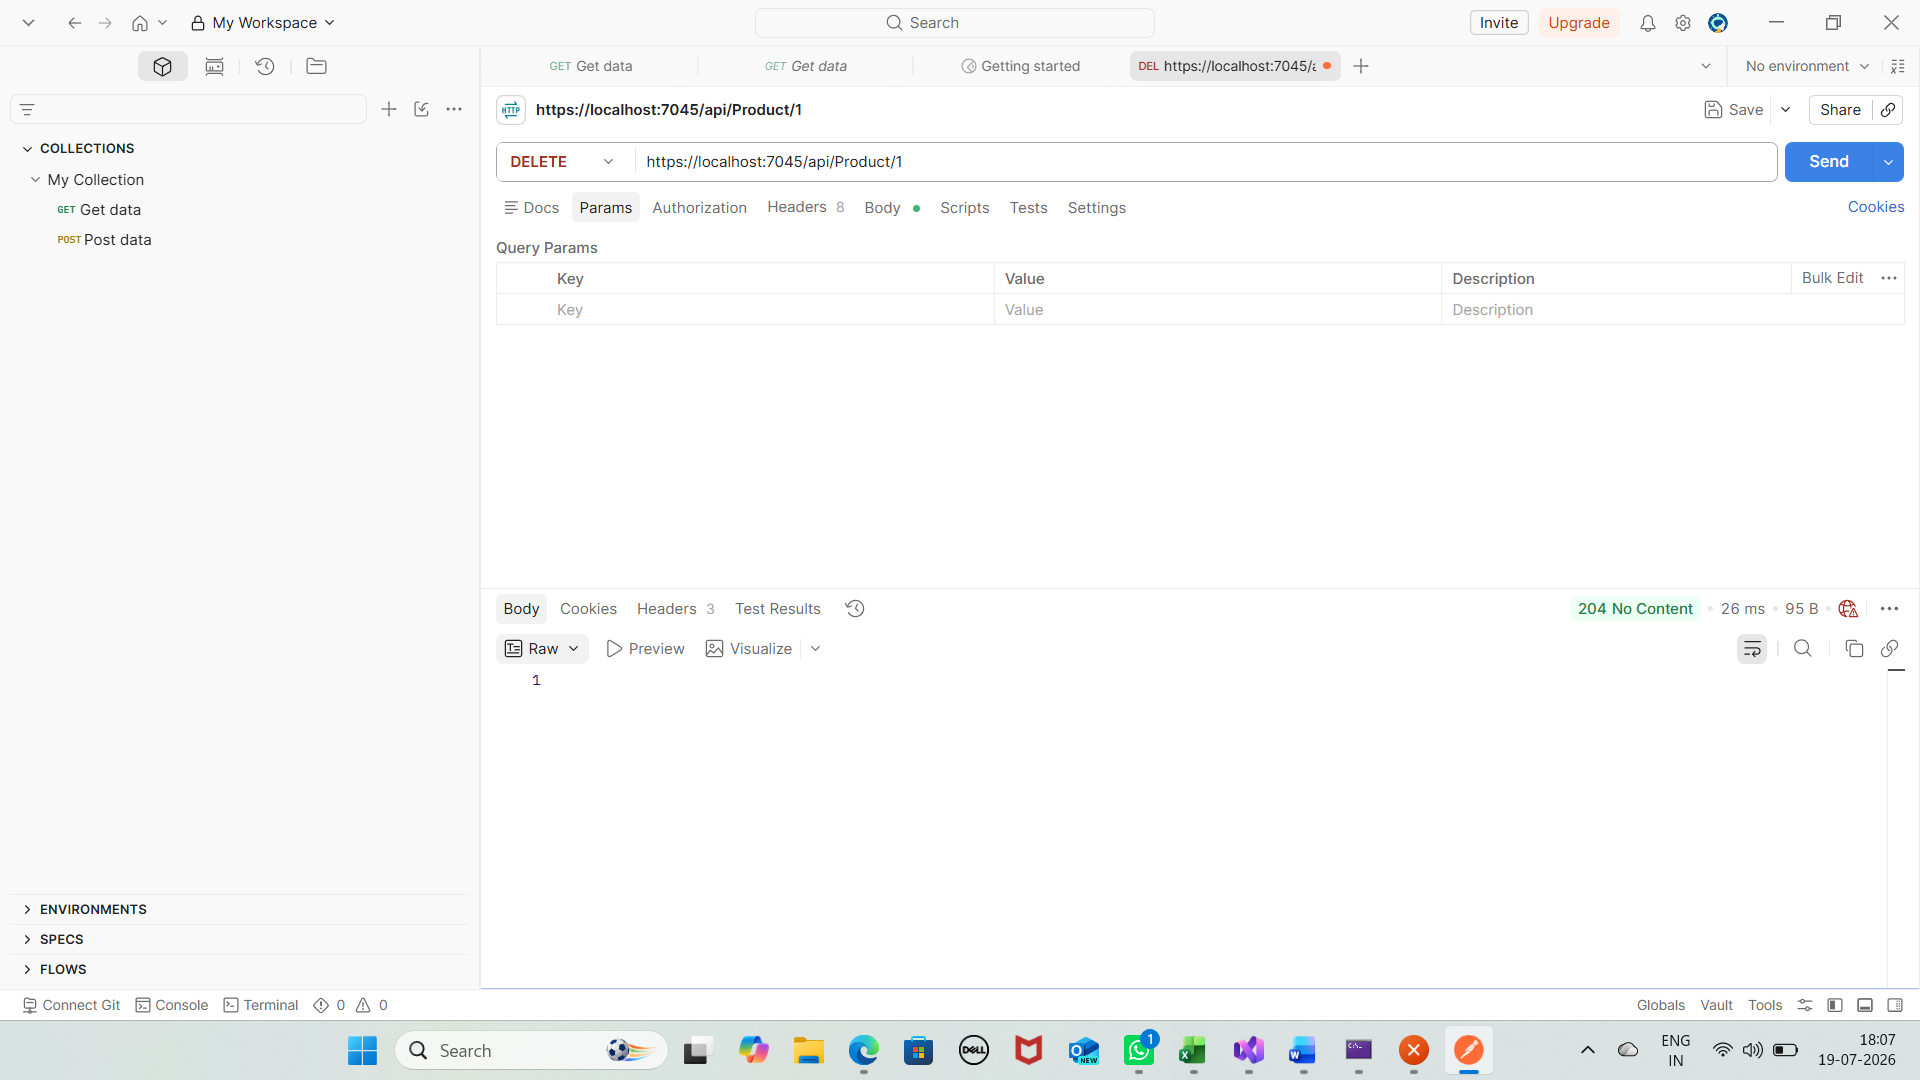 My Workspace
Search
Invite
Upgrade
GET Get data
GET Get data
Getting started
DEL https://localhost:7045/a
No environment
HTTP https://localhost:7045/api/Product/1
Save
Share
COLLECTIONS
My Collection
GET Get data
POST Post data
DELETE
https://localhost:7045/api/Product/1
Send
Docs
Params
Authorization
Headers 8
Body
Scripts
Tests
Settings
Cookies
Query Params
Key
Value
Description
Bulk Edit
Key
Value
Description
Body
Cookies
Headers 3
Test Results
204 No Content
26 ms
95 B
Raw
Preview
Visualize
1
ENVIRONMENTS
SPECS
FLOWS
Connect Git
Console
Terminal
0
0
Globals
Vault
Tools
Search
DELL
NEW
1
ENG
IN
18:07
19-07-2026